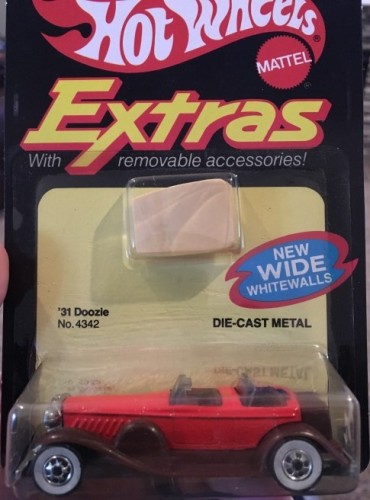 Hot Wheels
MATTEL
Extras
With removable accessories!
NEW
WIDE
WHITEWALLS
'31 Doozie
No. 4342
DIE-CAST METAL